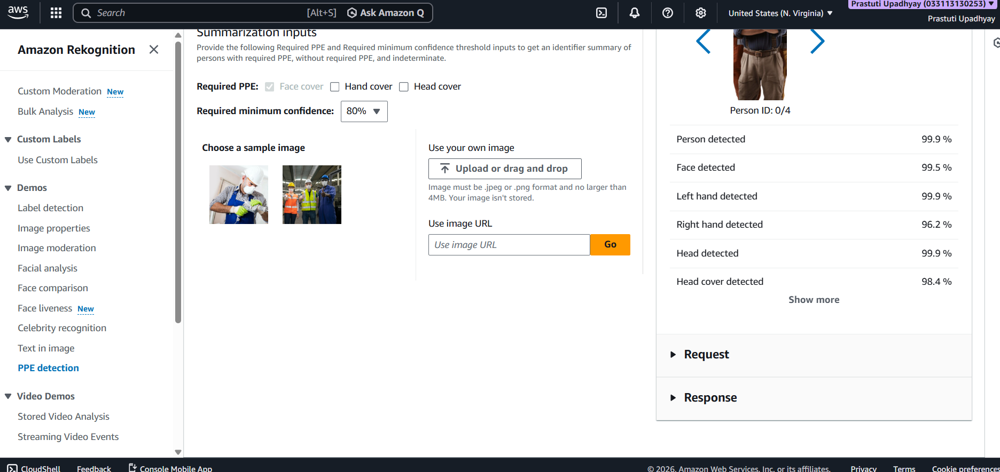 aws
Search
[Alt+S]
Ask Amazon Q
United States (N. Virginia)
Prastuti Upadhyay (033113130253)
Prastuti Upadhyay
Amazon Rekognition
Custom Moderation New
Bulk Analysis New
Custom Labels
Use Custom Labels
Demos
Label detection
Image properties
Image moderation
Facial analysis
Face comparison
Face liveness New
Celebrity recognition
Text in image
PPE detection
Video Demos
Stored Video Analysis
Streaming Video Events
Summarization inputs
Provide the following Required PPE and Required minimum confidence threshold inputs to get an identifier summary of
persons with required PPE, without required PPE, and indeterminate.
Required PPE: Face cover Hand cover Head cover
Required minimum confidence: 80%
Choose a sample image
Use your own image
Upload or drag and drop
Image must be .jpeg or .png format and no larger than
4MB. Your image isn't stored.
Use image URL
Use image URL
Go
Person ID: 0/4
Person detected 99.9 %
Face detected 99.5 %
Left hand detected 99.9 %
Right hand detected 96.2 %
Head detected 99.9 %
Head cover detected 98.4 %
Show more
Request
Response
CloudShell
Feedback
Console Mobile App
© 2026, Amazon Web Services, Inc. or its affiliates.
Privacy
Terms
Cookie preferences